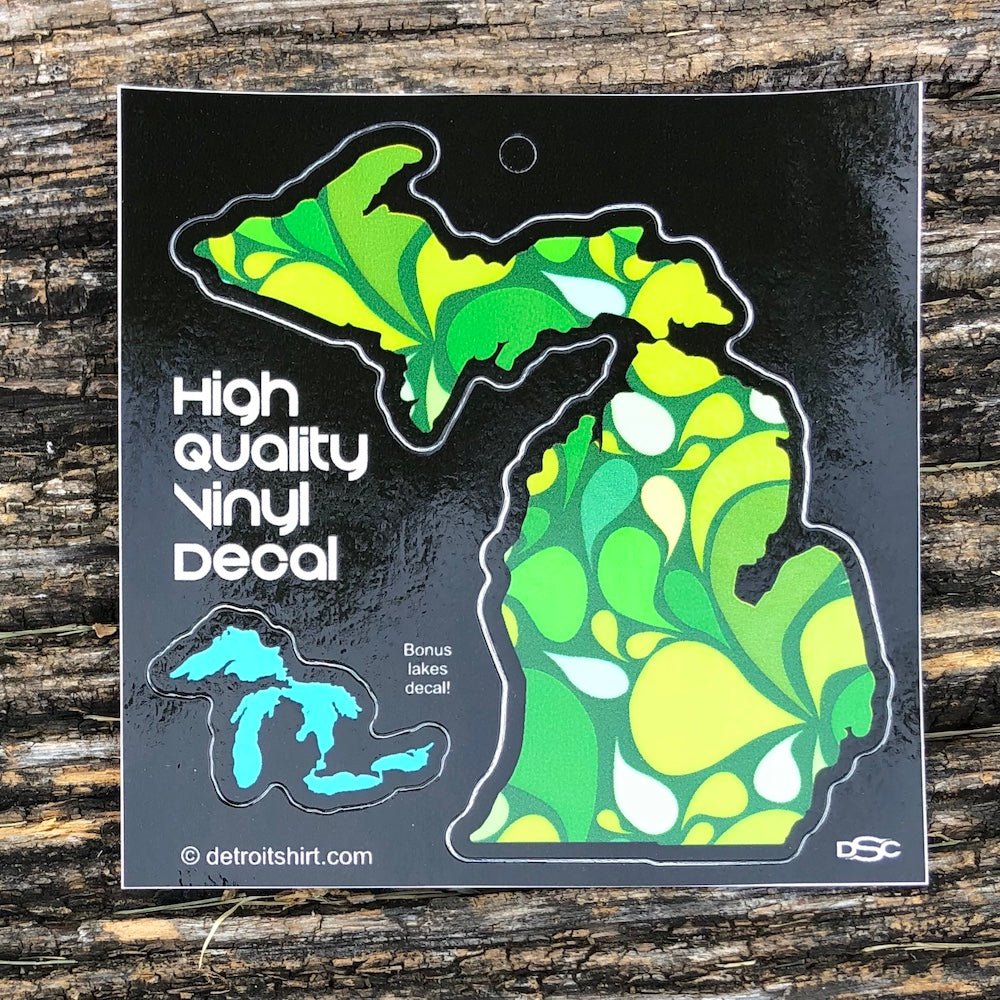 High
Quality
Vinyl
Decal
Bonus
lakes
decal!
© detroitshirt.com
DSC